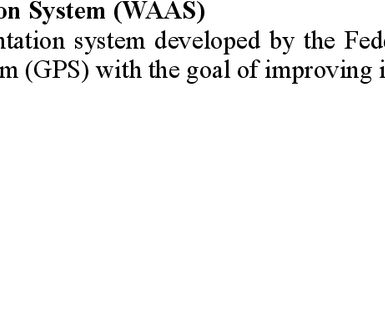 on System (WAAS)
ntation system developed by the Fede
m (GPS) with the goal of improving i